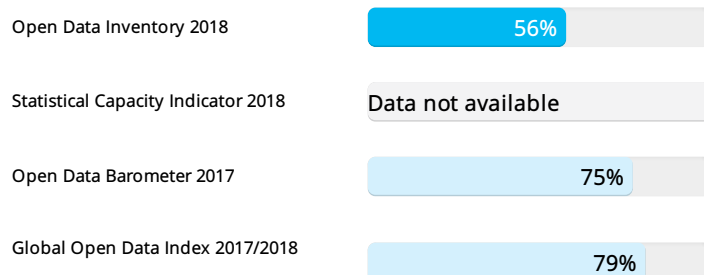 Open Data Inventory 2018
56%
Statistical Capacity Indicator 2018
Data not available
Open Data Barometer 2017
75%
Global Open Data Index 2017/2018
79%